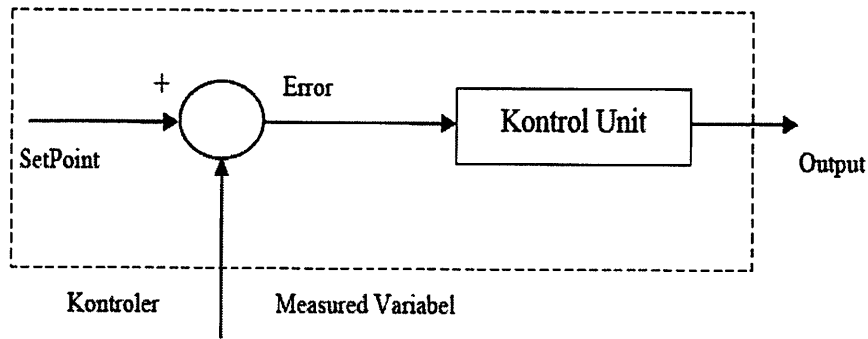 +
Error
Kontrol Unit
SetPoint
Output
Kontroler
Measured Variabel